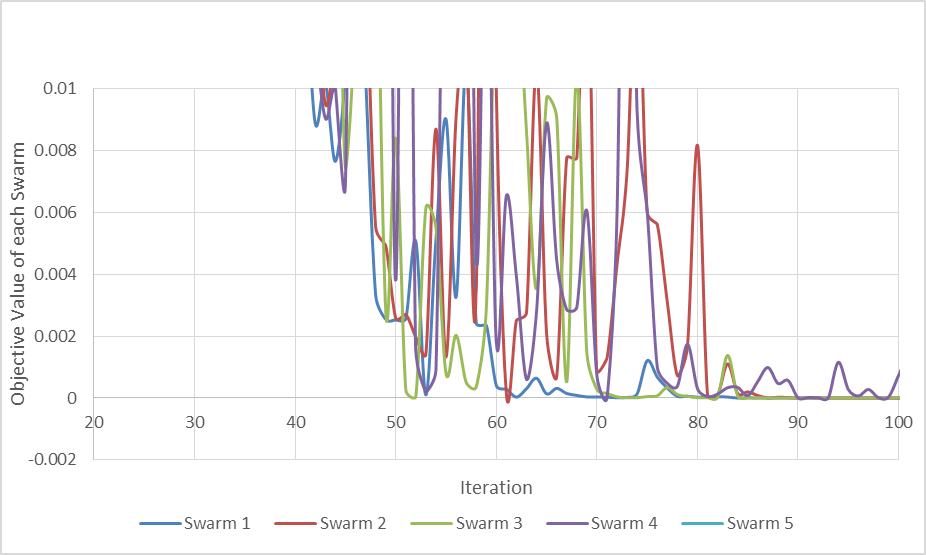 0.01
0.008
0.006
0.004
0.002
0
-0.002
20 30 40 50 60 70 80 90 100
Objective Value of each Swarm
Iteration
Swarm 1 Swarm 2 Swarm 3 Swarm 4 Swarm 5